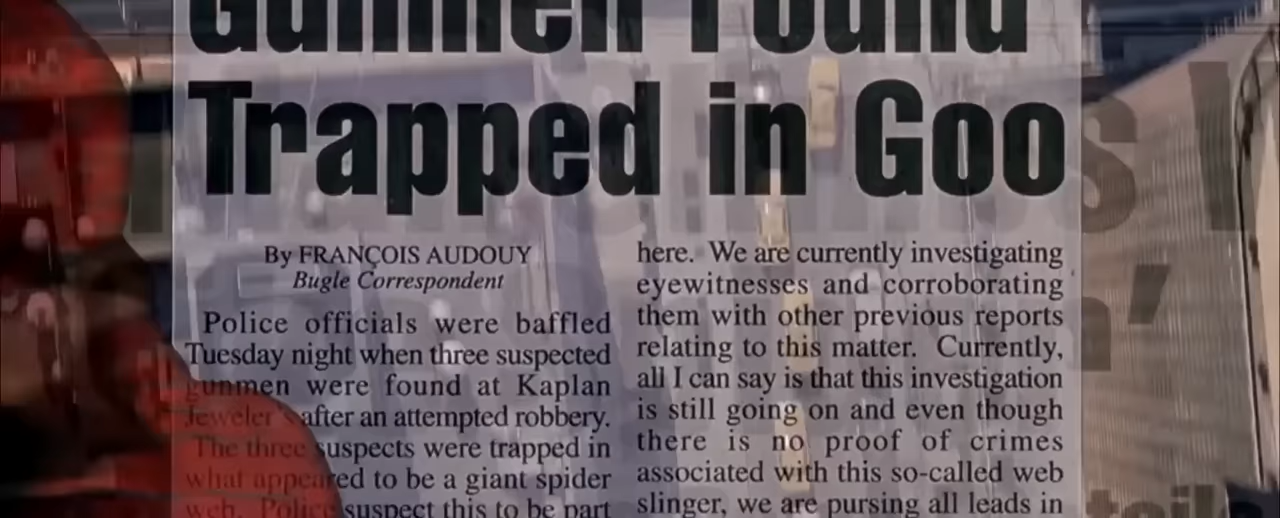 Gunmen Found
Trapped in Goo
By FRANÇOIS AUDOUY
Bugle Correspondent
Police officials were baffled
Tuesday night when three suspected
gunmen were found at Kaplan
Jeweler's after an attempted robbery.
The three suspects were trapped in
what appeared to be a giant spider
web. Police suspect this to be part
here. We are currently investigating
eyewitnesses and corroborating
them with other previous reports
relating to this matter. Currently,
all I can say is that this investigation
is still going on and even though
there is no proof of crimes
associated with this so-called web
slinger, we are pursing all leads in